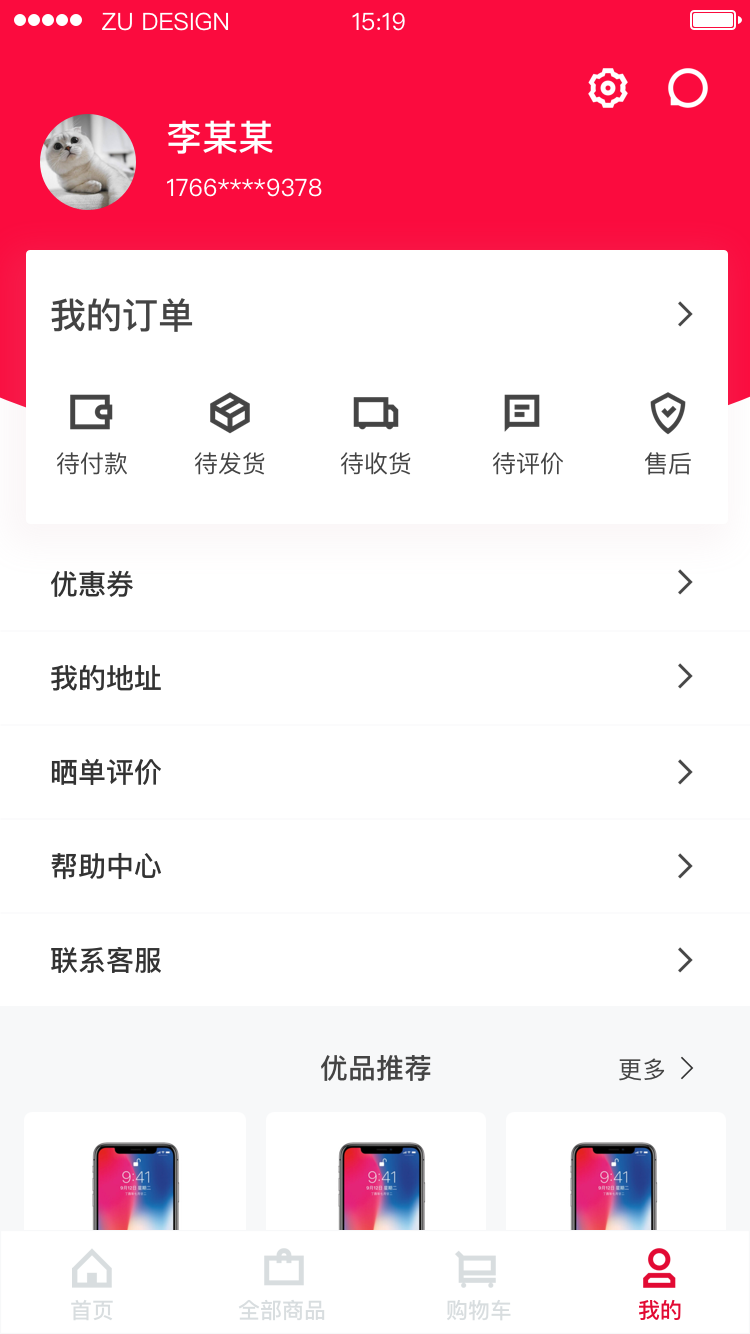 ZU DESIGN 15:19
李某某
1766****9378
我的订单
待付款 待发货 待收货 待评价 售后
优惠券
我的地址
晒单评价
帮助中心
联系客服
优品推荐 更多
9:41 9:41 9:41
首页 全部商品 购物车 我的